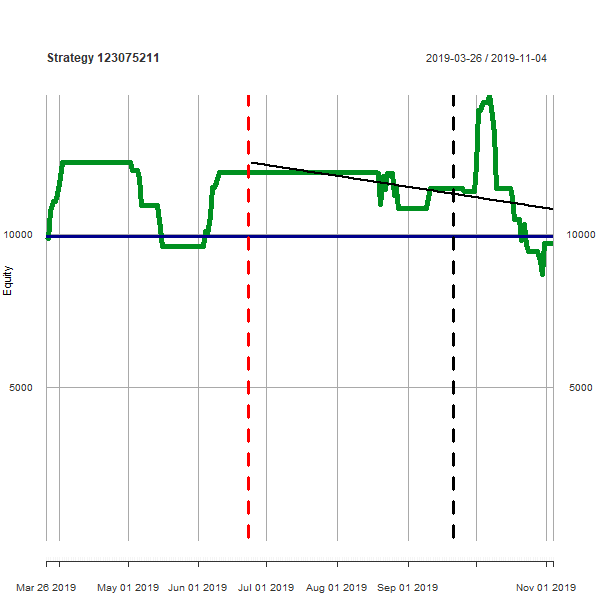 Strategy 123075211
2019-03-26 / 2019-11-04
10000
10000
Equity
5000
5000
Mar 26 2019
May 01 2019
Jun 01 2019
Jul 01 2019
Aug 01 2019
Sep 01 2019
Nov 01 2019